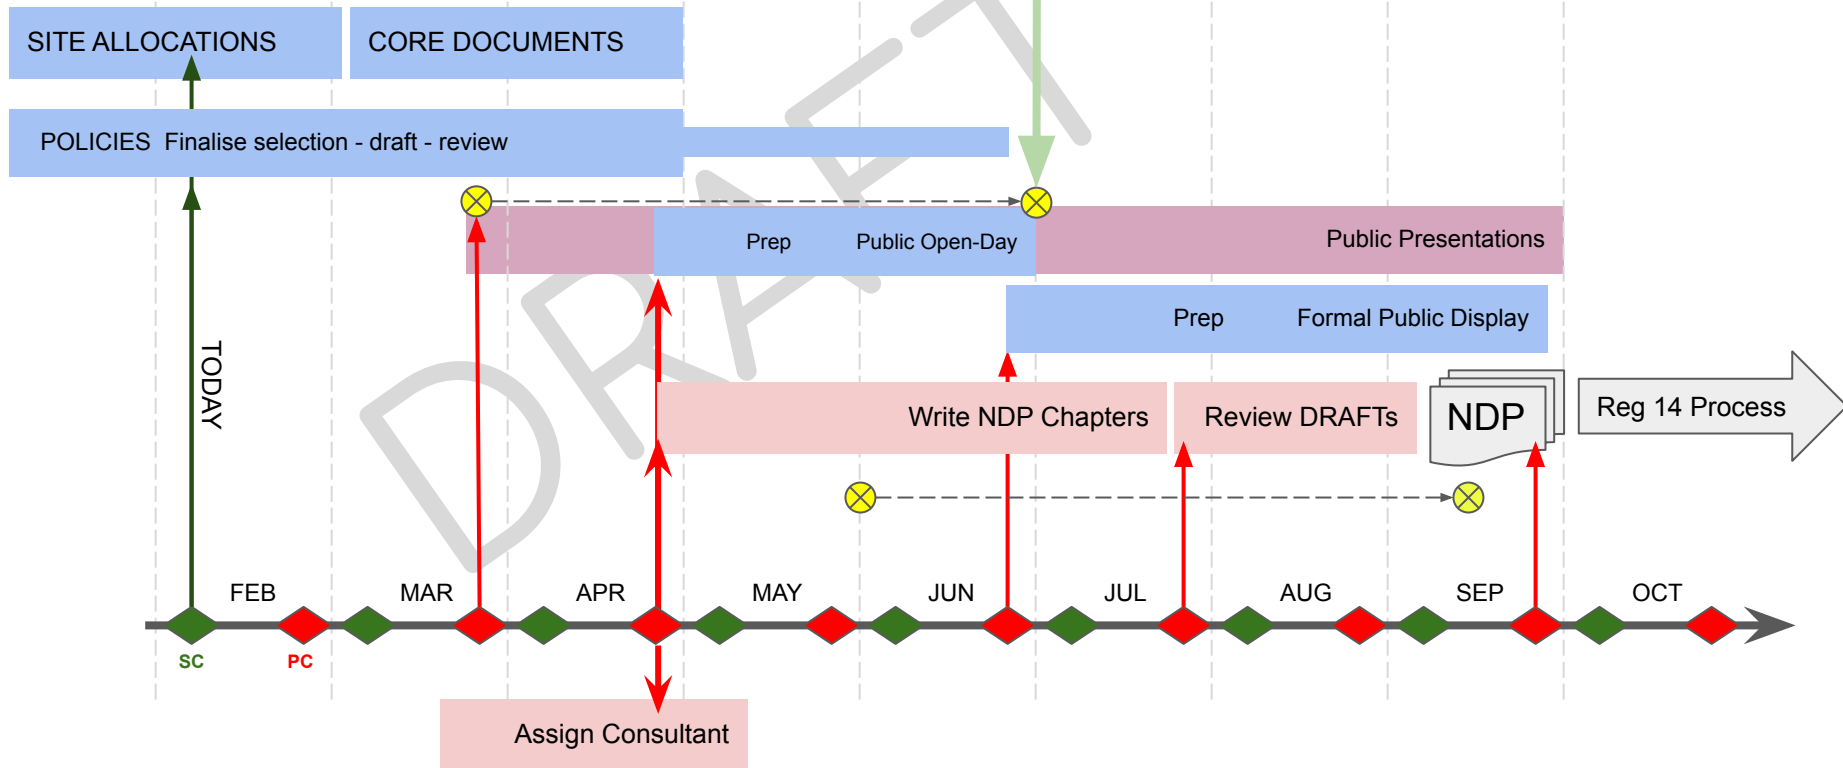 SITE ALLOCATIONS
CORE DOCUMENTS
POLICIES  Finalise selection - draft - review
Prep
Public Open-Day
Public Presentations
Prep
Formal Public Display
TODAY
Write NDP Chapters
Review DRAFTs
NDP
Reg 14 Process
DRAFT
FEB
MAR
APR
MAY
JUN
JUL
AUG
SEP
OCT
SC
PC
Assign Consultant